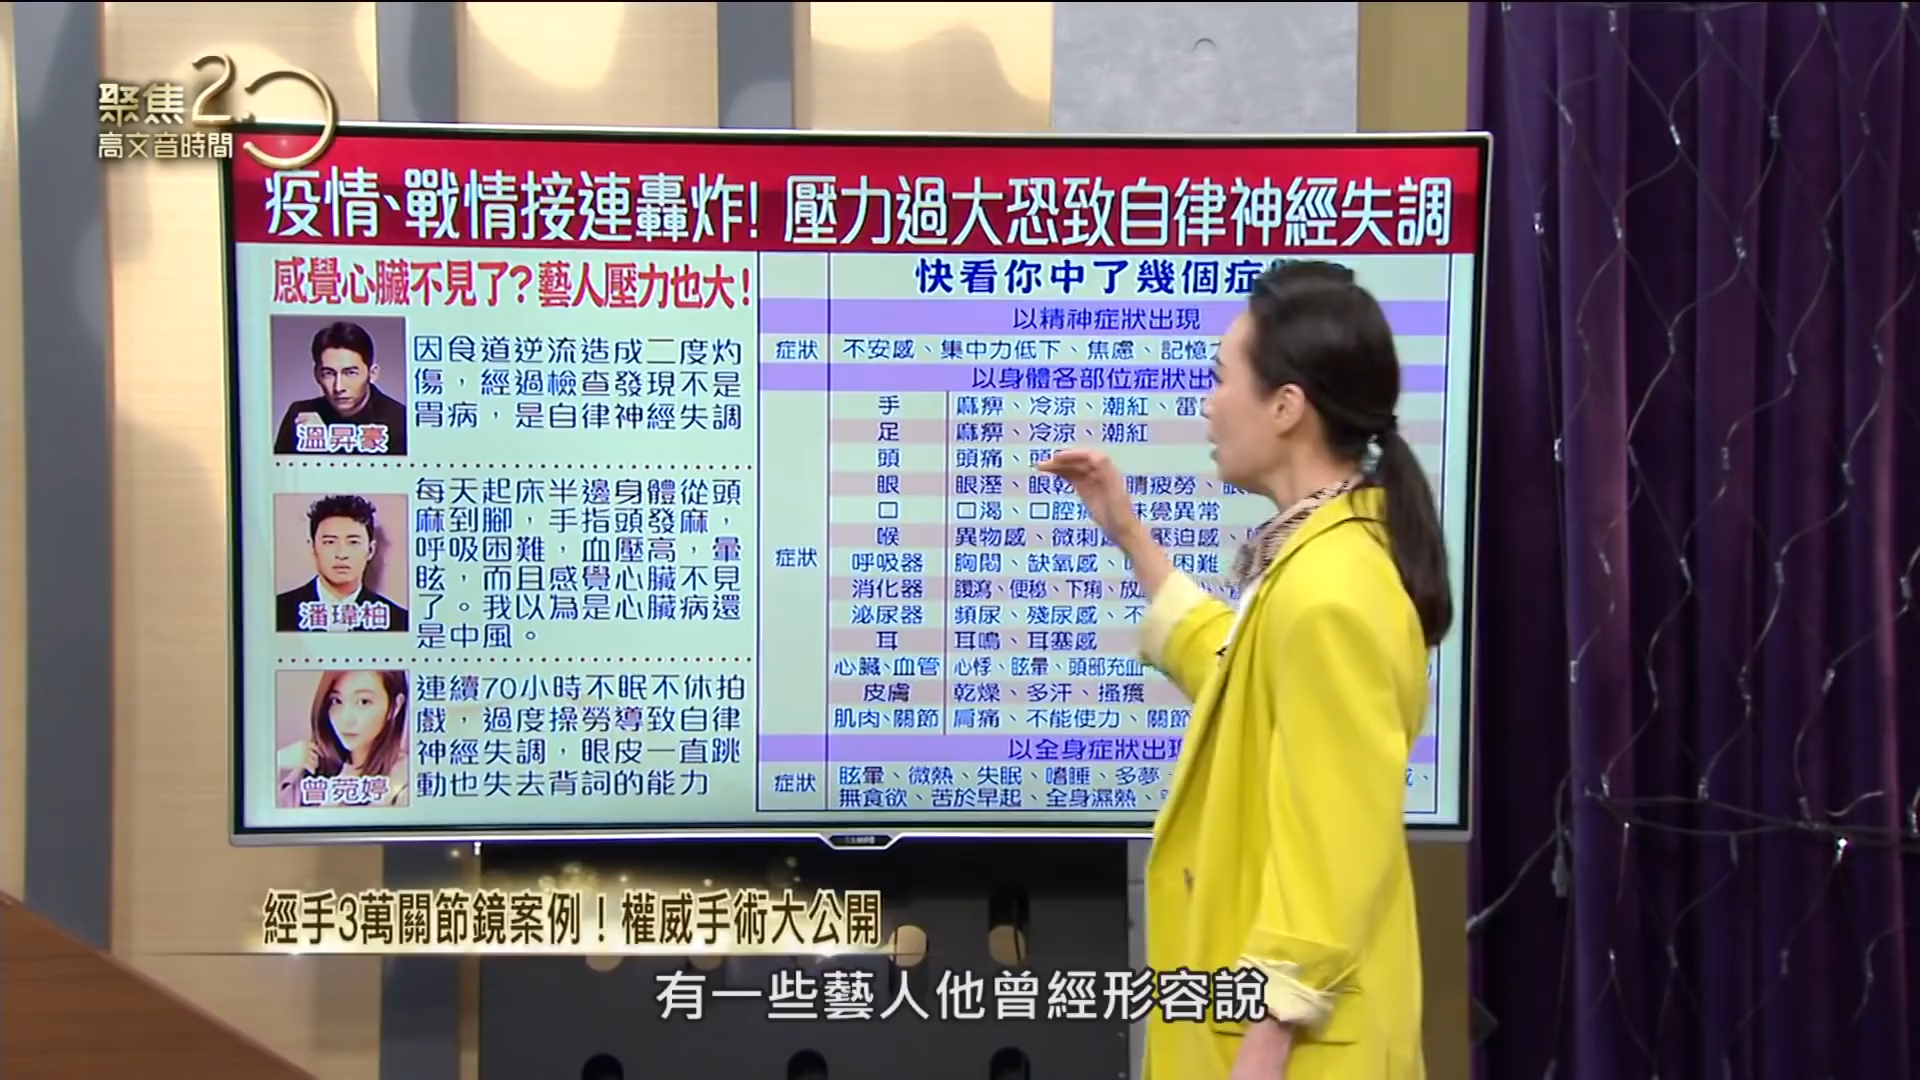 聚焦2.0
高文音時間
疫情、戰情接連轟炸! 壓力過大恐致自律神經失調
感覺心臟不見了?藝人壓力也大!
溫昇豪
因食道逆流造成二度灼
傷，經過檢查發現不是
胃病，是自律神經失調
潘瑋柏
每天起床半邊身體從頭
麻到腳，手指頭發麻，
呼吸困難，血壓高，暈
眩，而且感覺心臟不見
了。我以為是心臟病還
是中風。
曾菀婷
連續70小時不眠不休拍
戲，過度操勞導致自律
神經失調，眼皮一直跳
動也失去背詞的能力
快看你中了幾個症
以精神症狀出現
症狀 不安感、集中力低下、焦慮、記憶
以身體各部位症狀出
症狀
手 麻痹、冷涼、潮紅、
足 麻痹、冷涼、潮紅
頭 頭痛、
眼 眼溼、眼乾 睛疲勞、
口 口渴、口腔 味覺異常
喉 異物感、微刺 壓迫感、
呼吸器 胸悶、缺氧感、 困難
消化器 腹瀉、便秘、下痢、
泌尿器 頻尿、殘尿感、不
耳 耳鳴、耳塞感
心臟、血管 心悸、眩暈、頭部充血
皮膚 乾燥、多汗、搔癢
肌肉、關節 肩痛、不能使力、關節
以全身症狀出現
症狀 眩暈、微熱、失眠、嗜睡、多夢、
無食欲、苦於早起、全身濕熱、
經手3萬關節鏡案例！權威手術大公開
有一些藝人他曾經形容說